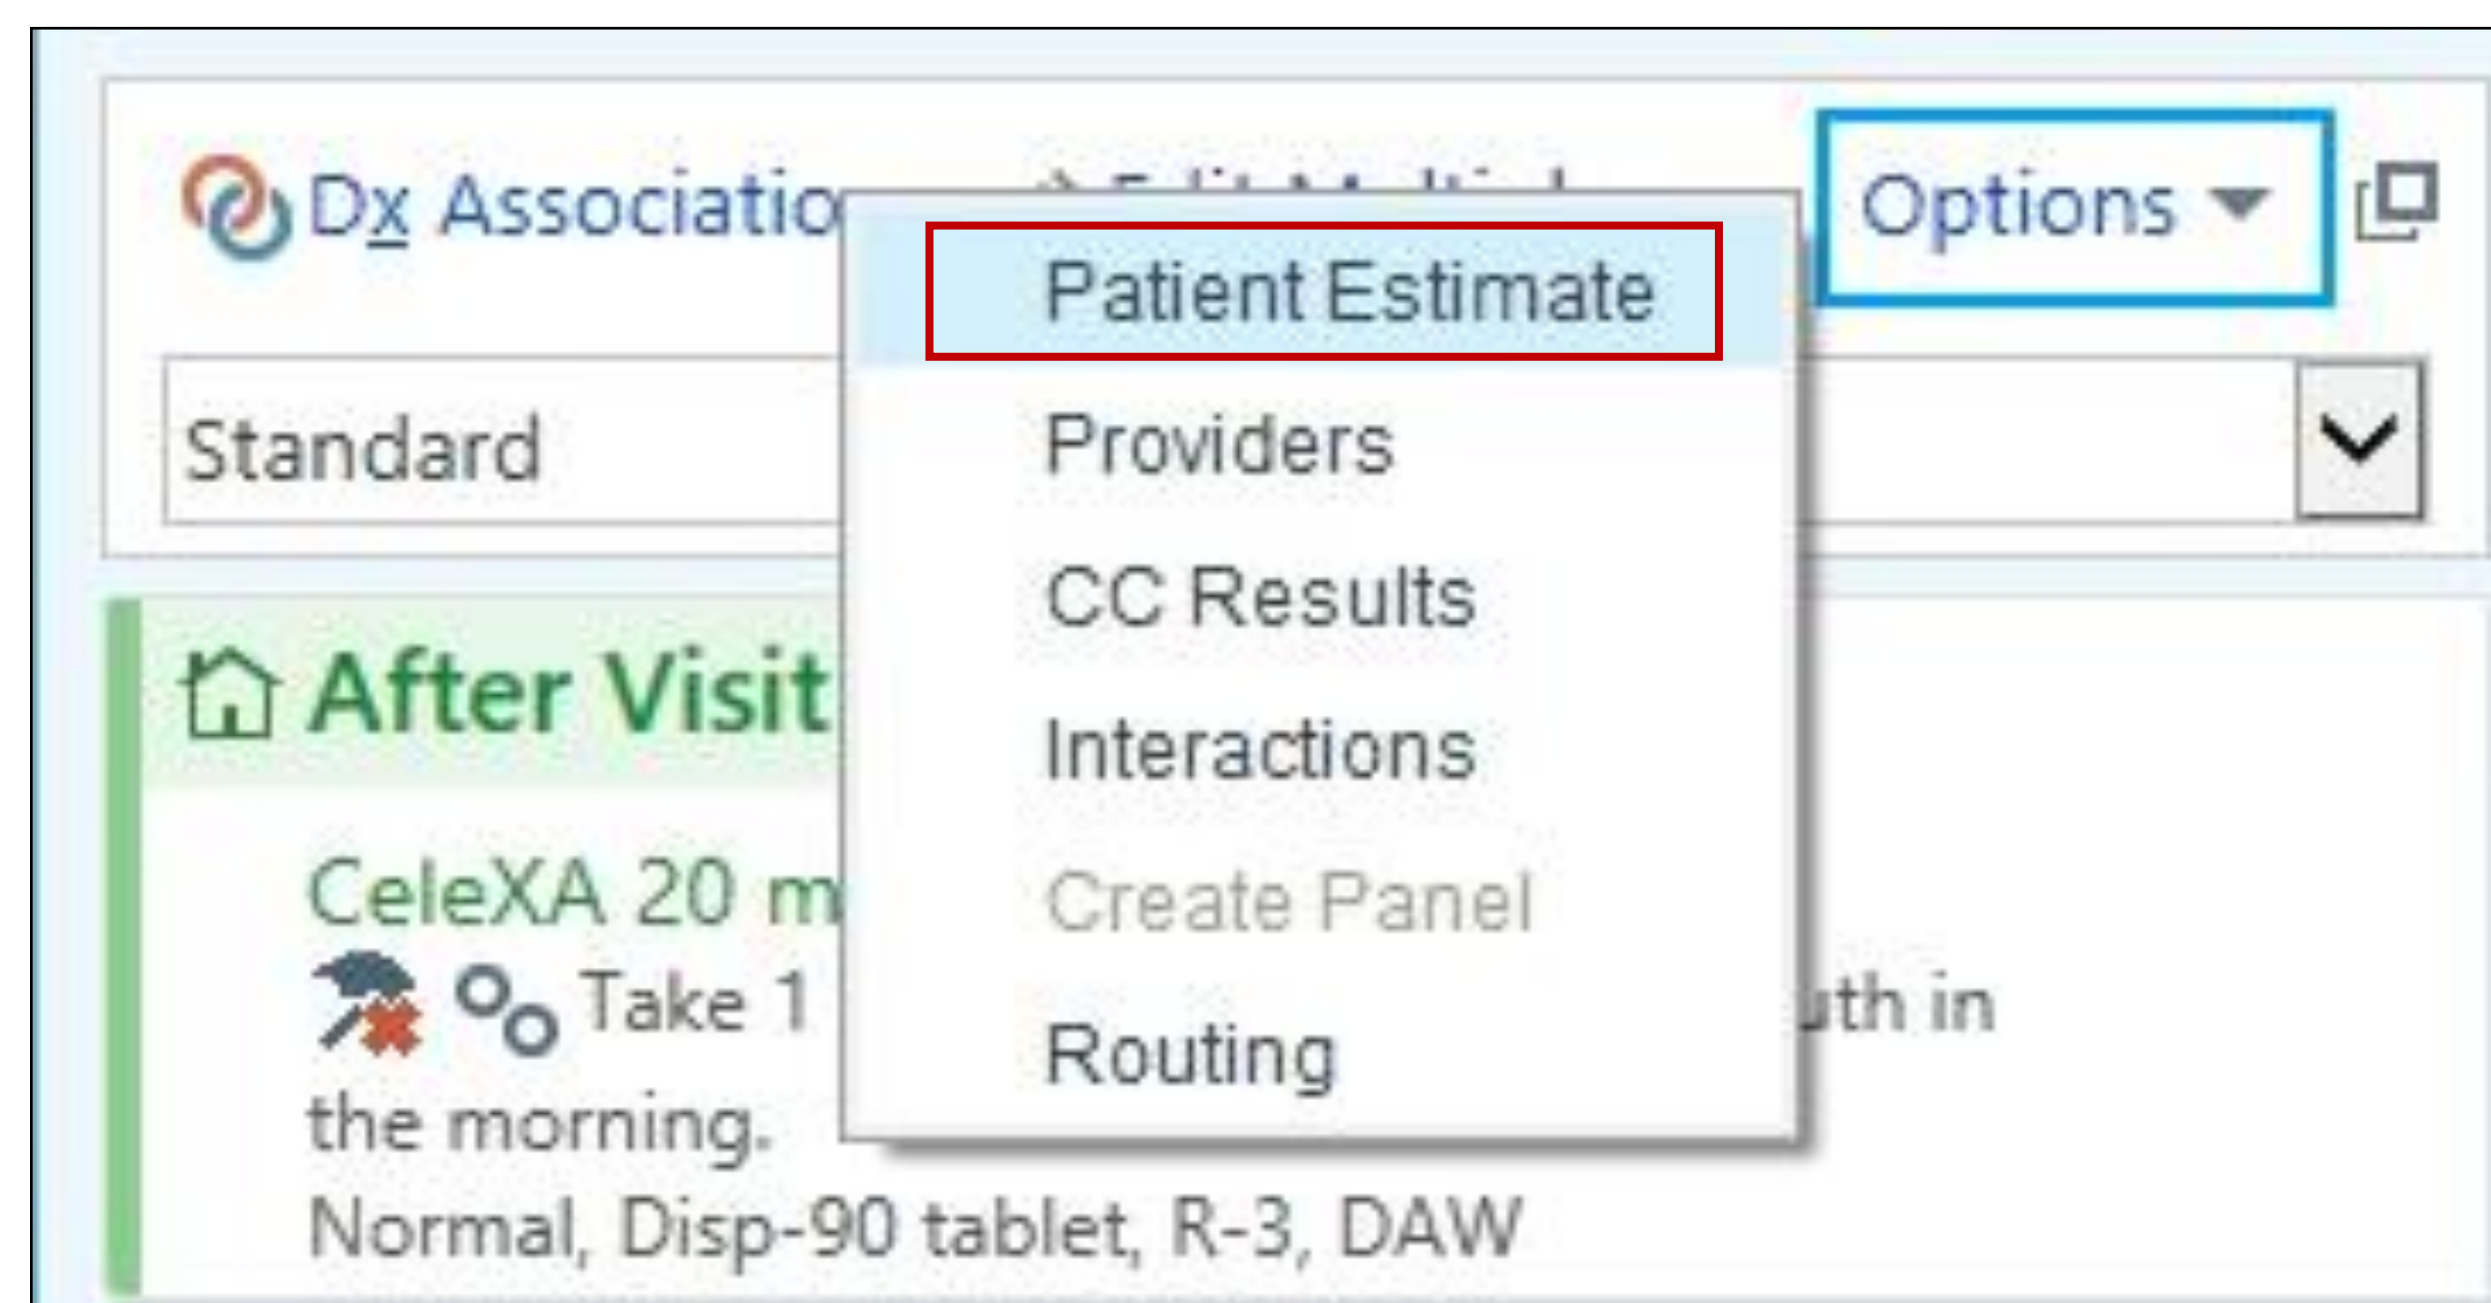 Dx Associatio
Options
Patient Estimate
Providers
CC Results
Interactions
Create Panel
Routing
Standard
After Visit
CeleXA 20 m
Take 1
uth in
the morning.
Normal, Disp-90 tablet, R-3, DAW